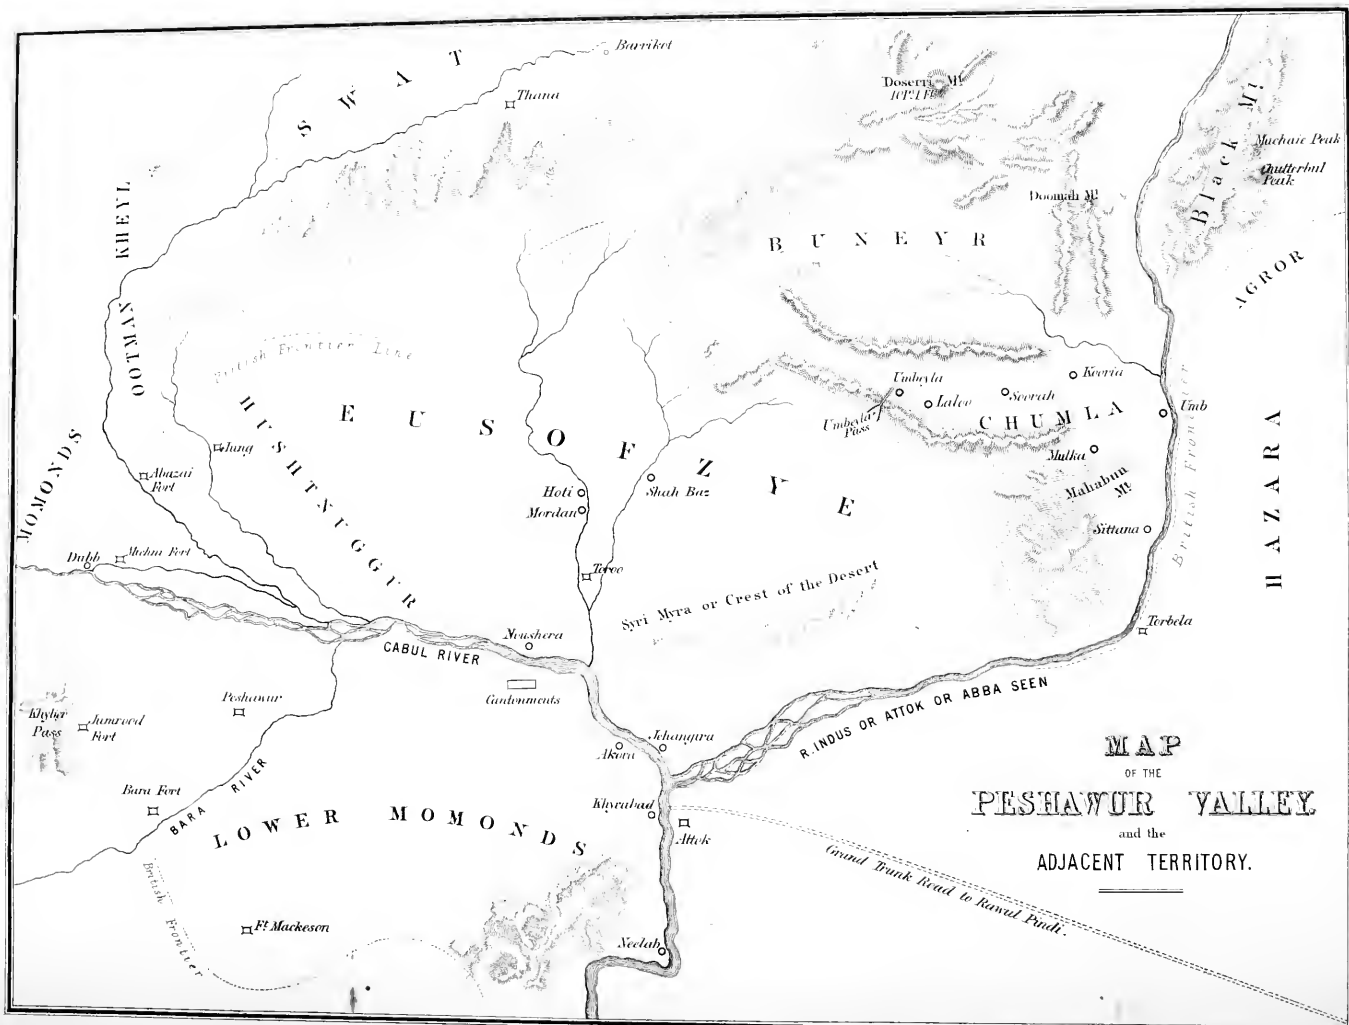 MAP
OF THE
PESHAWUR VALLEY.
and the
ADJACENT TERRITORY.
SWAT
Barrikot
Thana
Doserri Mt.
Black Mt.
Muchaie Peak
Chutterbul
Peak
Doomah Mt.
BUNEYR
AGROR
OOTMAN KHEYL
British Frontier Line
HUSHTNUGGUR
EUSOFZYE
Umbeyla
Laloo
Soorah
Kooria
Umbeyla
Pass
CHUMLA
Umb
British Frontier
HAZARA
MOMONDS
Jung
Abazai
Fort
Hoti
Mordan
Shah Baz
Mulka
Mahabun
Mt.
Sittana
Dubb
Michni Fort
Toroo
Syri Myra or Crest of the Desert
Torbela
Noushera
CABUL RIVER
Cantonments
R. INDUS OR ATTOK OR ABBA SEEN
Khyber
Pass
Jumrood
Fort
Peshawur
Akora
Jehangira
Bara Fort
BARA RIVER
LOWER MOMONDS
Khyrabad
Attok
Grand Trunk Road to Rawul Pindi.
British Frontier
Ft. Mackeson
Neelab